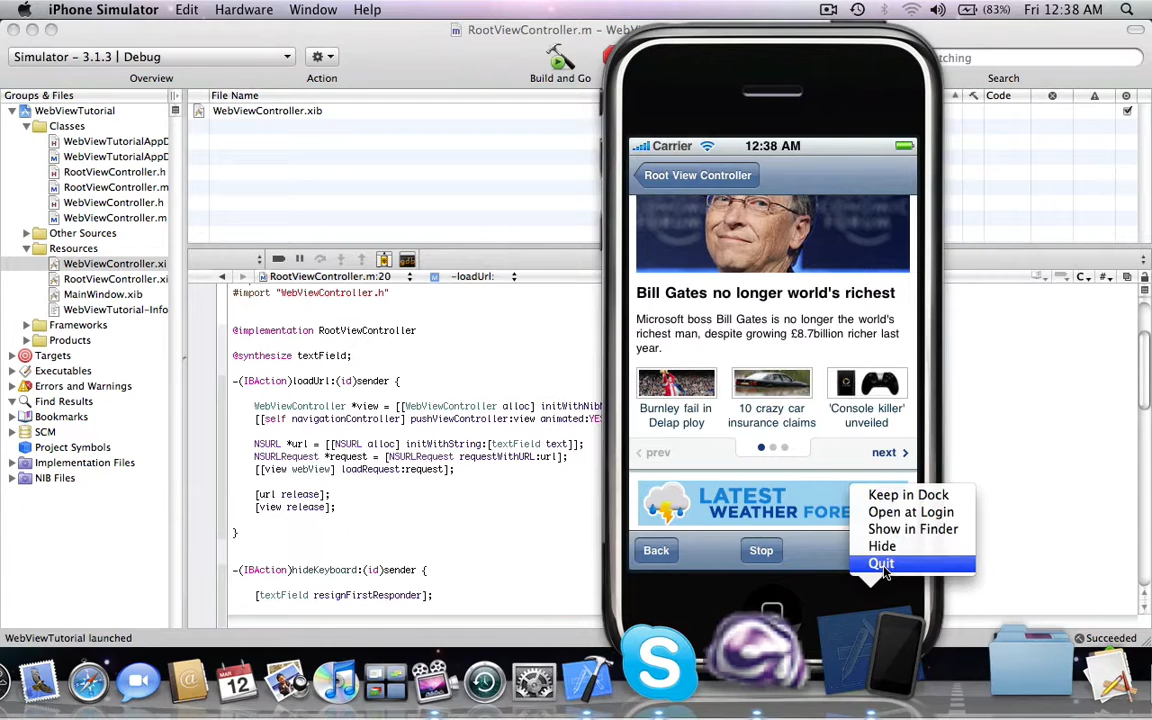 iPhone Simulator Edit Hardware Window Help
(83%) Fri 12:38 AM
RootViewController.m – WebV
Simulator - 3.1.3 | Debug
Overview
Action
Build and Go
ching
Search
Groups & Files
File Name
Code
WebViewTutorial
WebViewController.xib
Classes
WebViewTutorialAppD
WebViewTutorialAppD
RootViewController.h
RootViewController.m
WebViewController.h
WebViewController.m
Other Sources
Resources
WebViewController.xi
RootViewController.xi
MainWindow.xib
WebViewTutorial-Info
Frameworks
Products
Targets
Executables
Errors and Warnings
Find Results
Bookmarks
SCM
Project Symbols
Implementation Files
NIB Files
RootViewController.m:20
-loadUrl:
#import "WebViewController.h"
@implementation RootViewController
@synthesize textField;
-(IBAction)loadUrl:(id)sender {
WebViewController *view = [[WebViewController alloc] initWithNib
[[self navigationController] pushViewController:view animated:YES
NSURL *url = [[NSURL alloc] initWithString:[textField text]];
NSURLRequest *request = [NSURLRequest requestWithURL:url];
[[view webView] loadRequest:request];
[url release];
[view release];
}
-(IBAction)hideKeyboard:(id)sender {
[textField resignFirstResponder];
Carrier
12:38 AM
Root View Controller
Bill Gates no longer world's richest
Microsoft boss Bill Gates is no longer the world's
richest man, despite growing £8.7billion richer last
year.
Burnley fail in
Delap ploy
10 crazy car
insurance claims
'Console killer'
unveiled
< prev
next >
LATEST
WEATHER FORE
Back
Stop
Keep in Dock
Open at Login
Show in Finder
Hide
Quit
WebViewTutorial launched
Succeeded
MAR
12